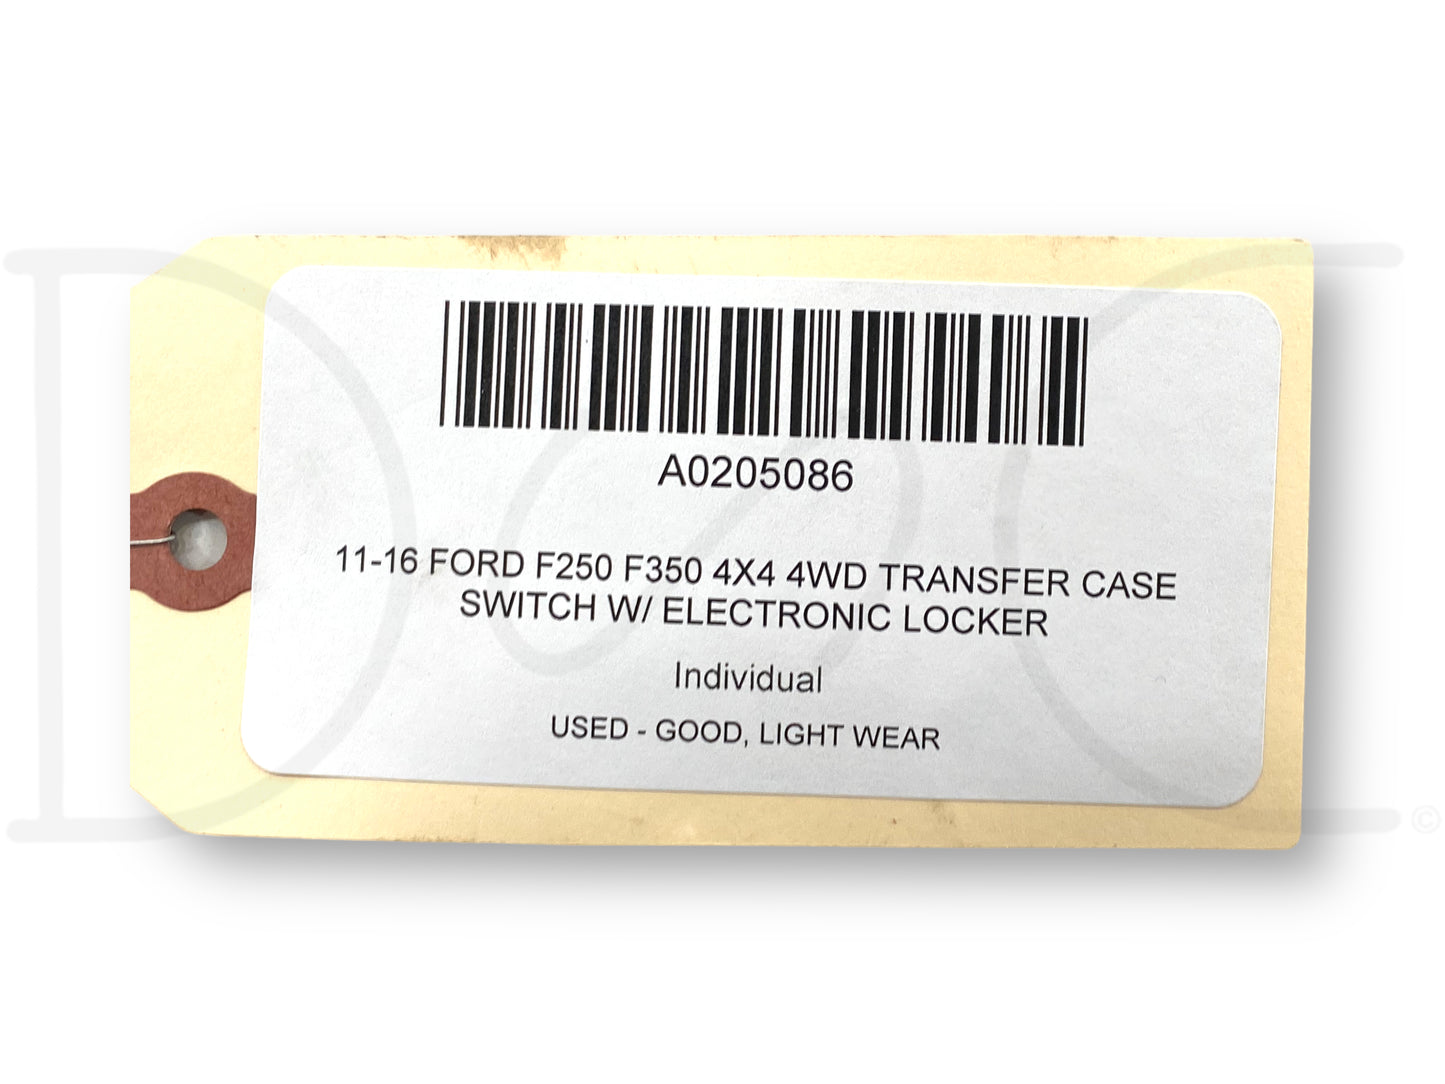 A0205086
11-16 FORD F250 F350 4X4 4WD TRANSFER CASE
SWITCH W/ ELECTRONIC LOCKER
Individual
USED - GOOD, LIGHT WEAR
©